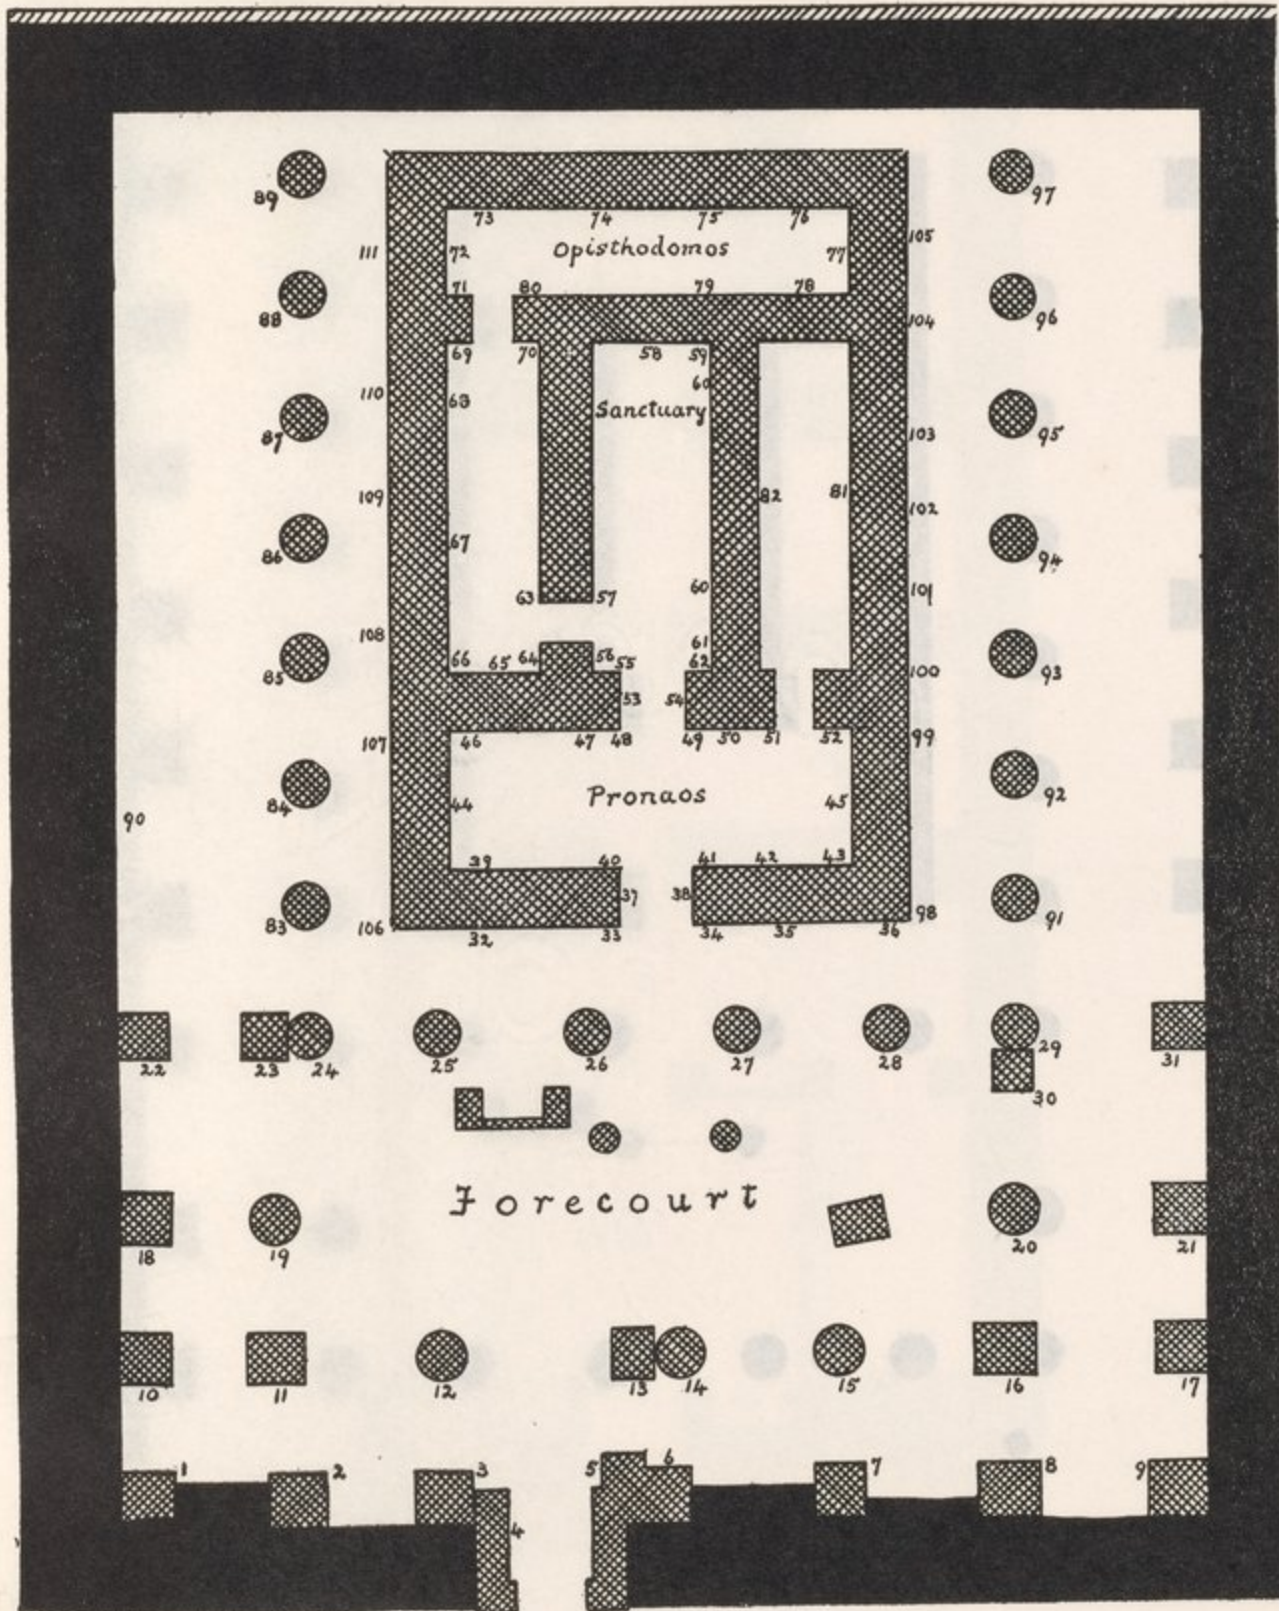 89 97
73 74 75 76
111 72 Opisthodomos 77 105
71 80 79 78
88 104 96
69 70 58 59
60
110 68 Sanctuary
87 103 95
109 82 81 102
86 67 94
63 57 60 101
108 61
66 65 64 56 55 62 100
85 53 54 93
107 46 47 48 49 50 51 52 99
84 44 Pronaos 45 92
90
39 40 41 42 43
83 37 38 98 91
106 32 33 34 35 36
22 23 24 25 26 27 28 29 31
30
Forecourt
18 19 20 21
10 11 12 13 14 15 16 17
1 2 3 5 6 7 8 9
4